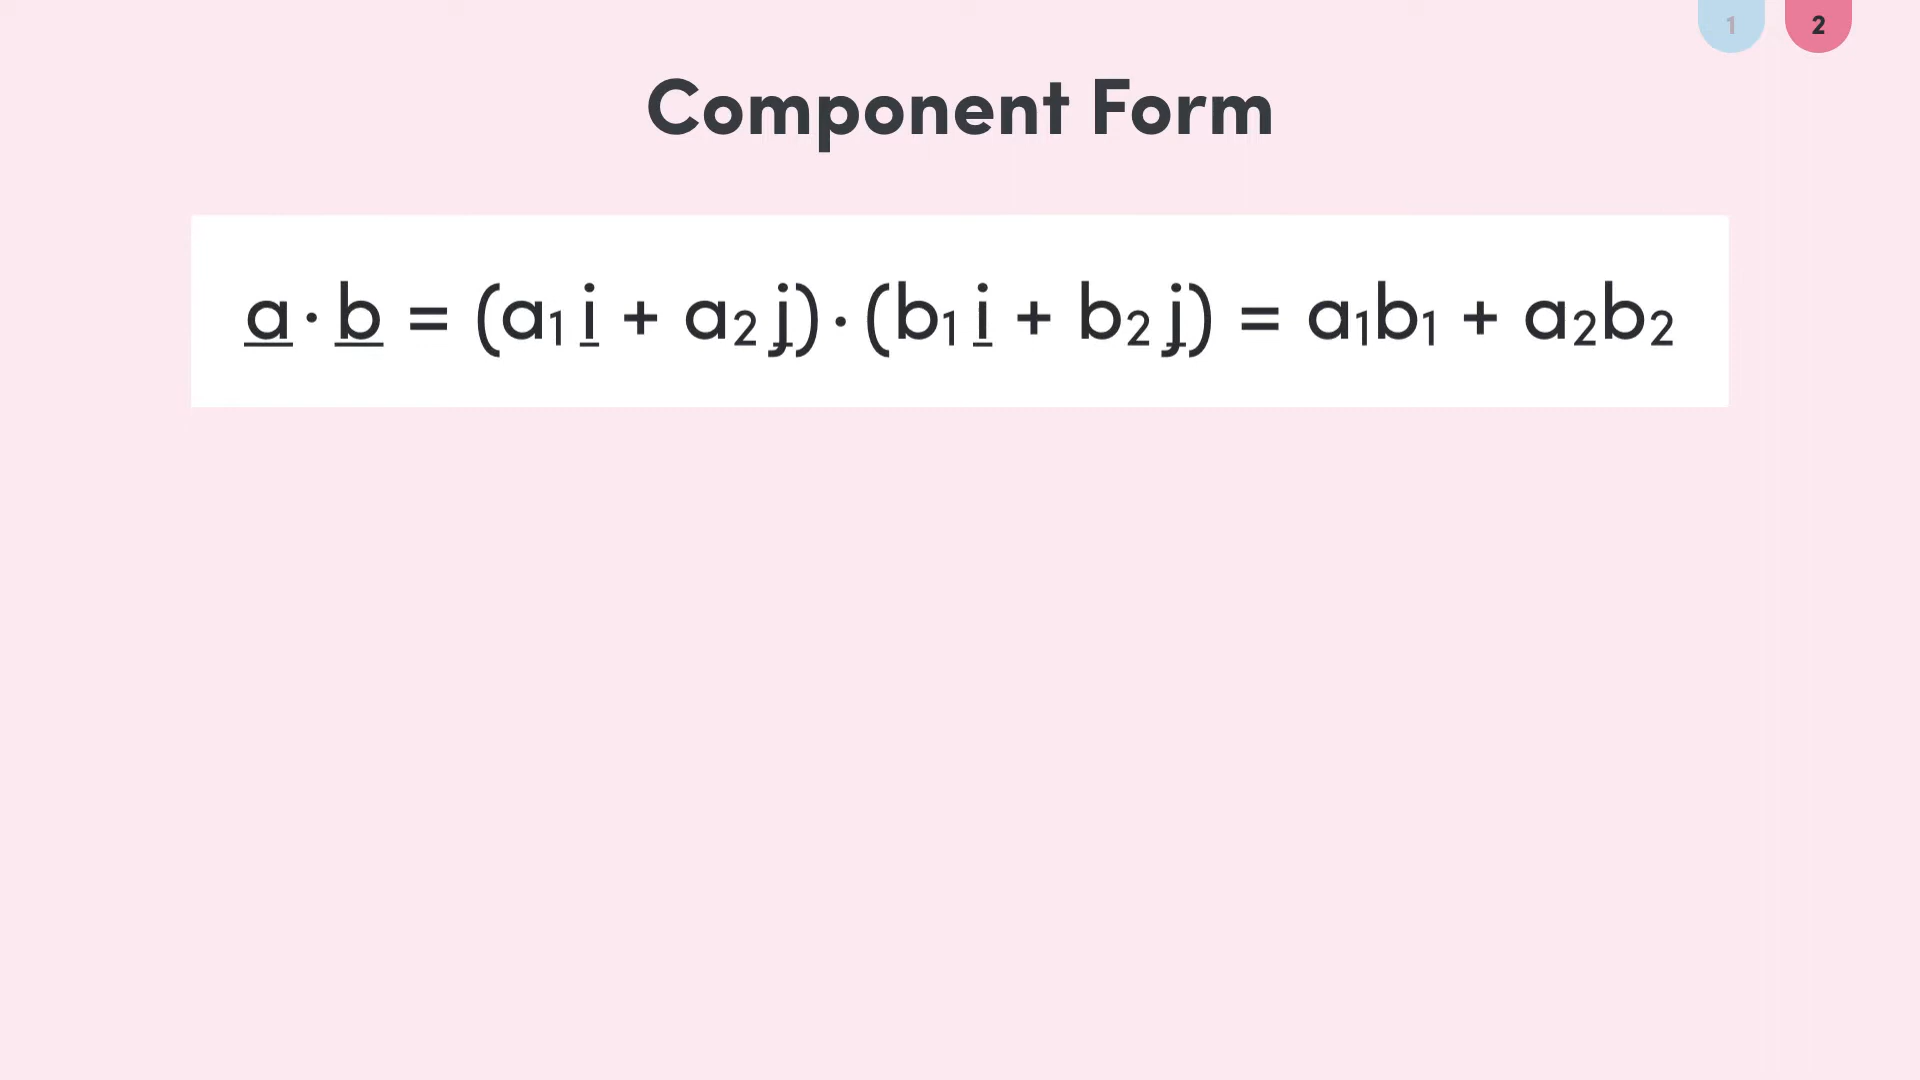 1 2
Component Form
a · b = (a₁ i + a₂ j) · (b₁ i + b₂ j) = a₁b₁ + a₂b₂